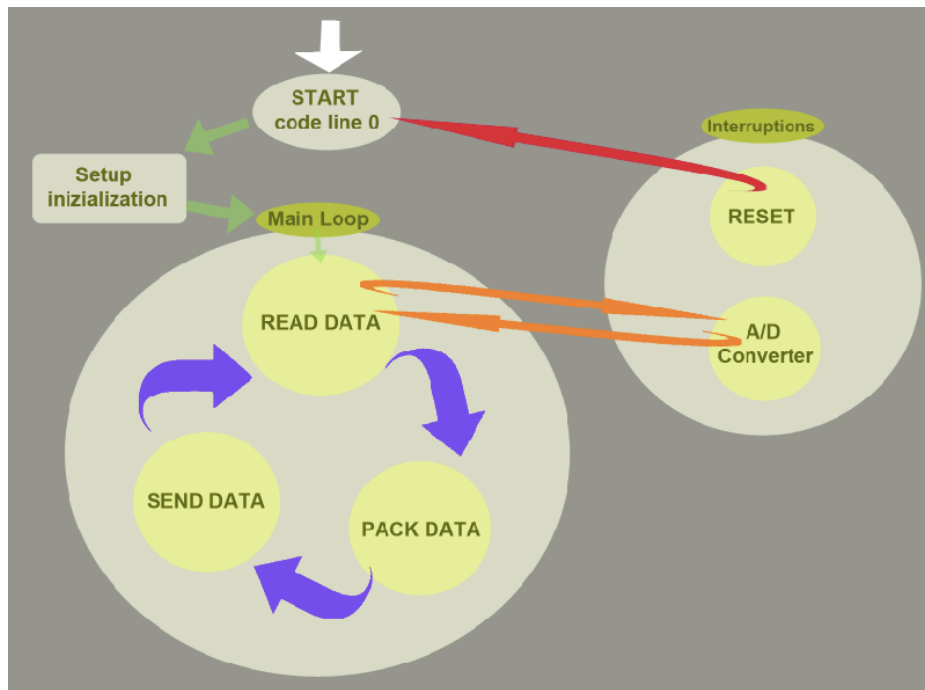 START
code line 0
Interruptions
Setup
inizialization
Main Loop
RESET
READ DATA
A/D
Converter
SEND DATA
PACK DATA